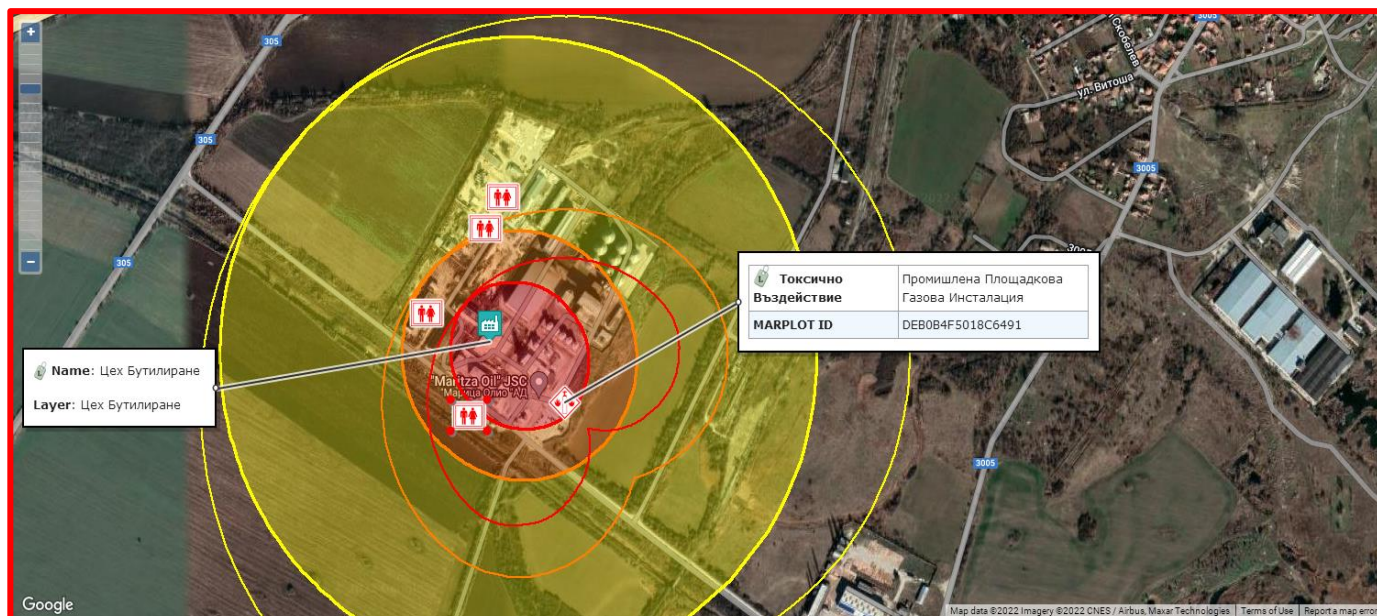 305
305
305
3005
3005
3005
ул. Витоша
Скобелев
Name: Цех Бутилиране
Layer: Цех Бутилиране
"Maritza Oil" JSC
"Марица Олио "АД
Токсично Въздействие
Промишлена Площадкова
Газова Инсталация
MARPLOT ID
DEB0B4F5018C6491
Google
Map data ©2022 Imagery ©2022 CNES / Airbus, Maxar Technologies
Terms of Use
Report a map error